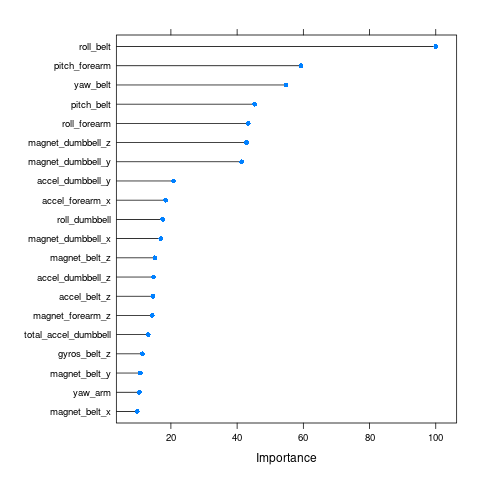 roll_belt
pitch_forearm
yaw_belt
pitch_belt
roll_forearm
magnet_dumbbell_z
magnet_dumbbell_y
accel_dumbbell_y
accel_forearm_x
roll_dumbbell
magnet_dumbbell_x
magnet_belt_z
accel_dumbbell_z
accel_belt_z
magnet_forearm_z
total_accel_dumbbell
gyros_belt_z
magnet_belt_y
yaw_arm
magnet_belt_x
20 40 60 80 100
Importance